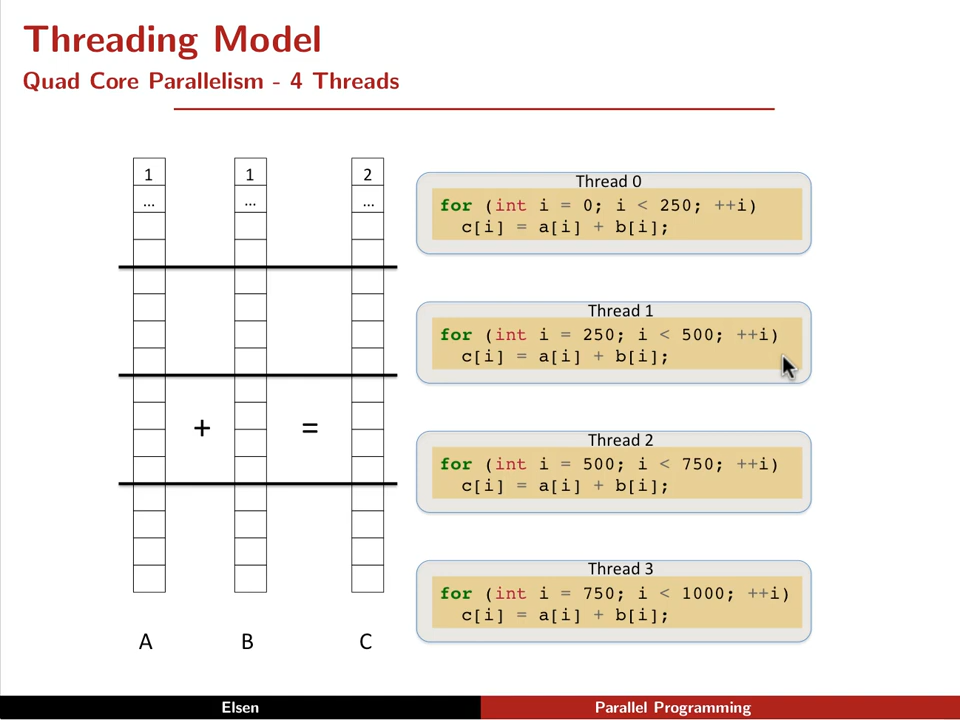 Threading Model
Quad Core Parallelism - 4 Threads
1 1 2
... ... ...
+ =
A B C
Thread 0
for (int i = 0; i < 250; ++i)
c[i] = a[i] + b[i];
Thread 1
for (int i = 250; i < 500; ++i)
c[i] = a[i] + b[i];
Thread 2
for (int i = 500; i < 750; ++i)
c[i] = a[i] + b[i];
Thread 3
for (int i = 750; i < 1000; ++i)
c[i] = a[i] + b[i];
Elsen Parallel Programming